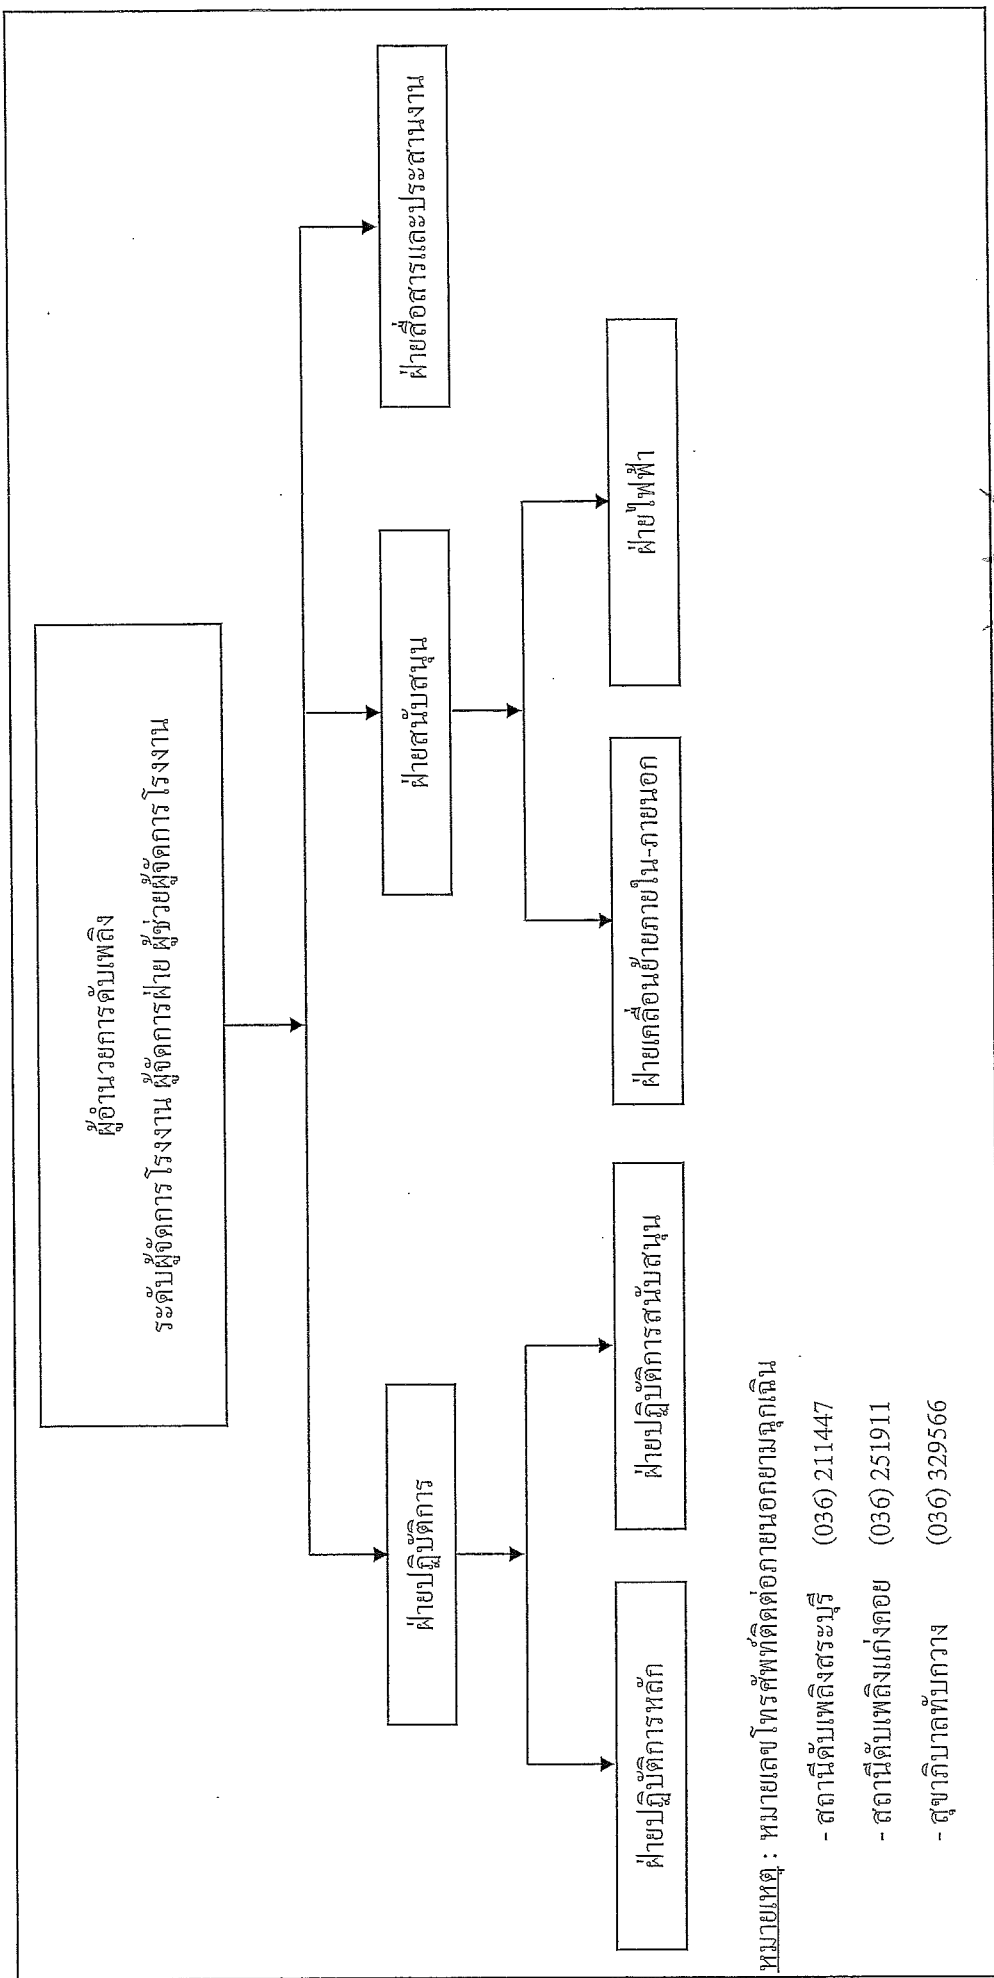 ผู้อำนวยการดับเพลิง
ระดับผู้จัดการโรงงาน ผู้จัดการฝ่าย ผู้ช่วยผู้จัดการโรงงาน
ฝ่ายปฏิบัติการ
ฝ่ายสนับสนุน
ฝ่ายสื่อสารและประสานงาน
ฝ่ายปฏิบัติการหลัก
ฝ่ายปฏิบัติการสนับสนุน
ฝ่ายเคลื่อนย้ายภายใน-ภายนอก
ฝ่ายไฟฟ้า
หมายเหตุ : หมายเลขโทรศัพท์ติดต่อภายนอกยามฉุกเฉิน
- สถานีดับเพลิงสระบุรี (036) 211447
- สถานีดับเพลิงแก่งคอย (036) 251911
- สุขาภิบาลทับกวาง (036) 329566